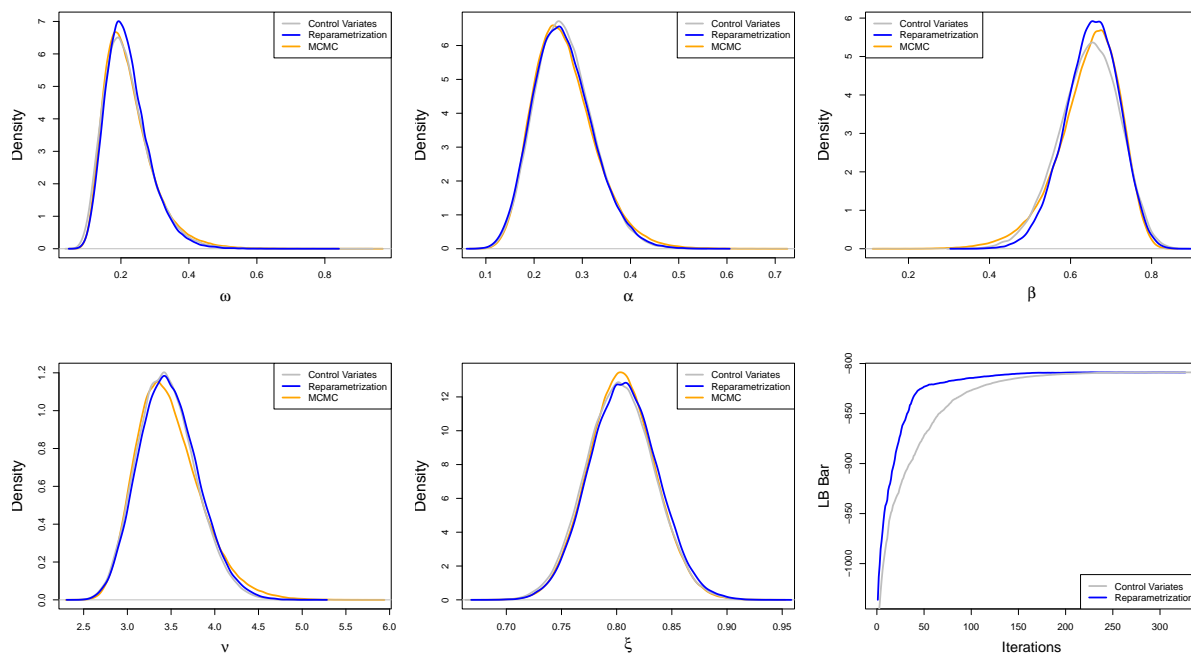 Control Variates
Reparametrization
MCMC
Density
0 1 2 3 4 5 6 7
0.2 0.4 0.6 0.8
ω
Control Variates
Reparametrization
MCMC
Density
0 1 2 3 4 5 6
0.1 0.2 0.3 0.4 0.5 0.6 0.7
α
Control Variates
Reparametrization
MCMC
Density
0 1 2 3 4 5 6
0.2 0.4 0.6 0.8
β
Control Variates
Reparametrization
MCMC
Density
0.0 0.2 0.4 0.6 0.8 1.0 1.2
2.5 3.0 3.5 4.0 4.5 5.0 5.5 6.0
ν
Control Variates
Reparametrization
MCMC
Density
0 2 4 6 8 10 12
0.70 0.75 0.80 0.85 0.90 0.95
ξ
LB Bar
-1000 -950 -900 -850 -800
Control Variates
Reparametrization
0 50 100 150 200 250 300
Iterations